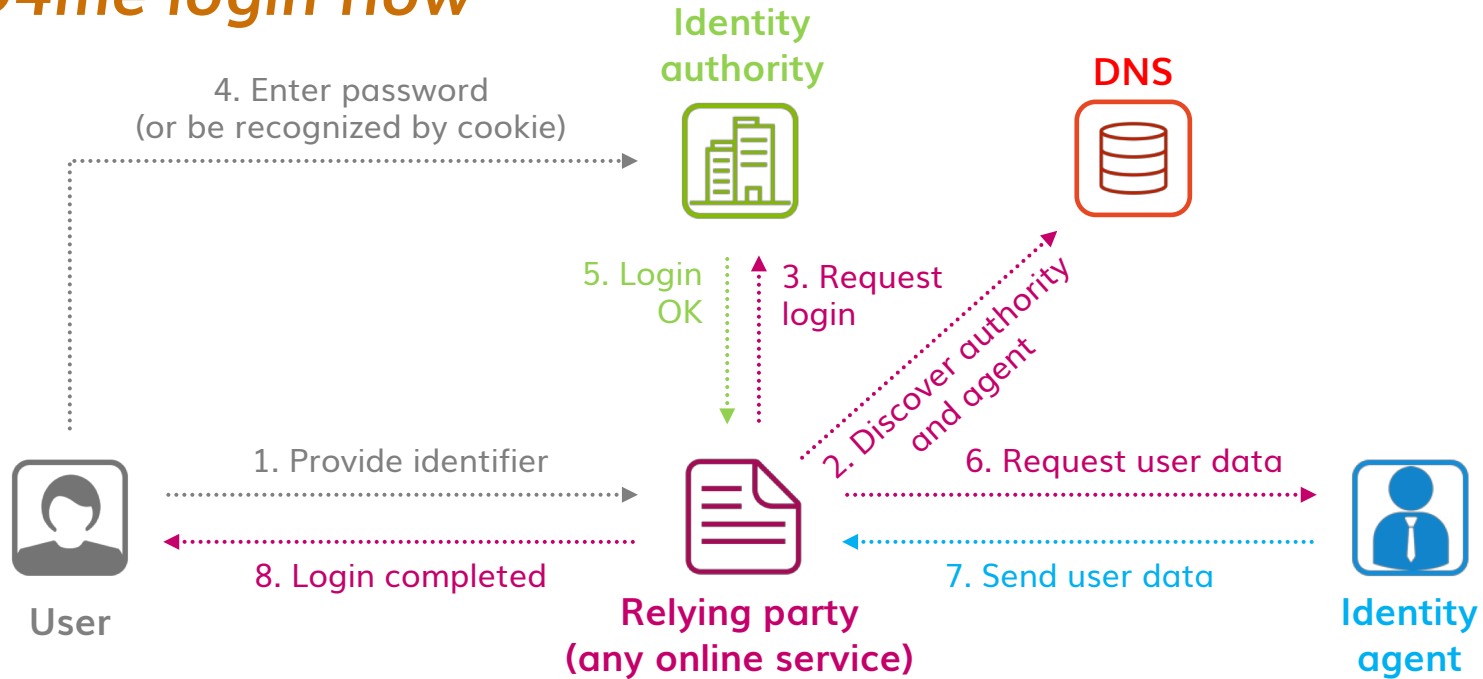 4me login
Identity
authority
DNS
4. Enter password
(or be recognized by cookie)
5. Login
OK
3. Request
login
2. Discover authority
and agent
1. Provide identifier
6. Request user data
8. Login completed
7. Send user data
User
Relying party
(any online service)
Identity
agent